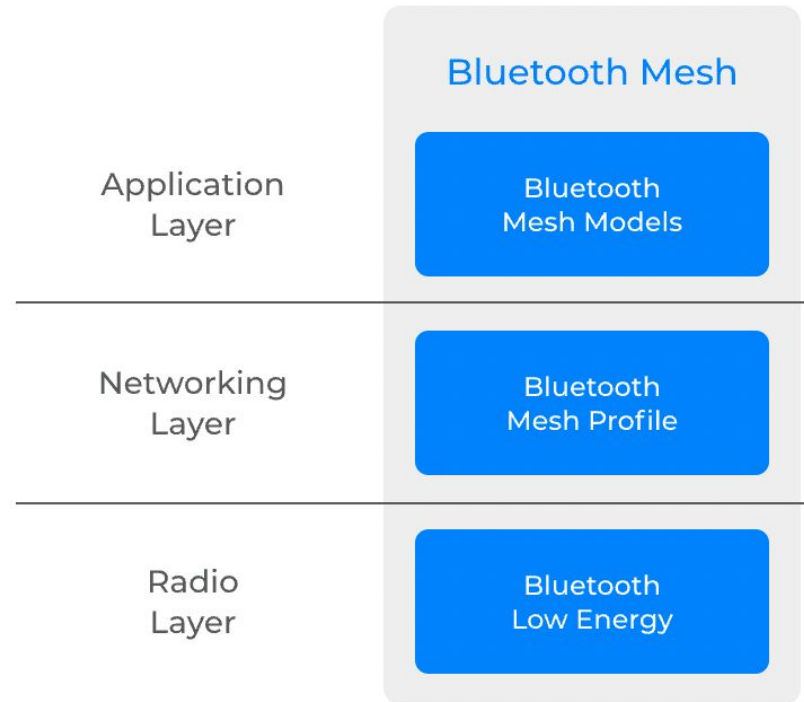 Bluetooth Mesh
Application
Layer
Bluetooth
Mesh Models
Networking
Layer
Bluetooth
Mesh Profile
Radio
Layer
Bluetooth
Low Energy